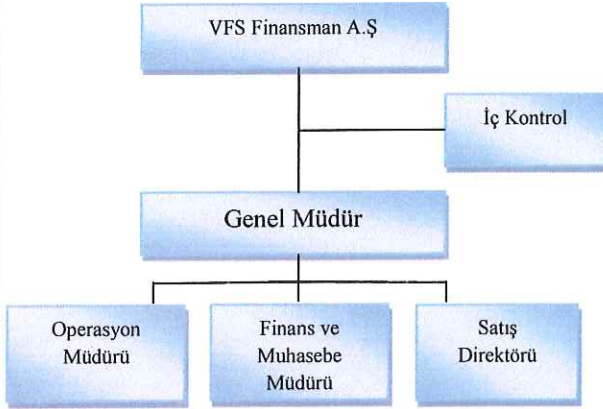 VFS Finansman A.Ş
İç Kontrol
Genel Müdür
Operasyon
Müdürü
Finans ve
Muhasebe
Müdürü
Satış
Direktörü